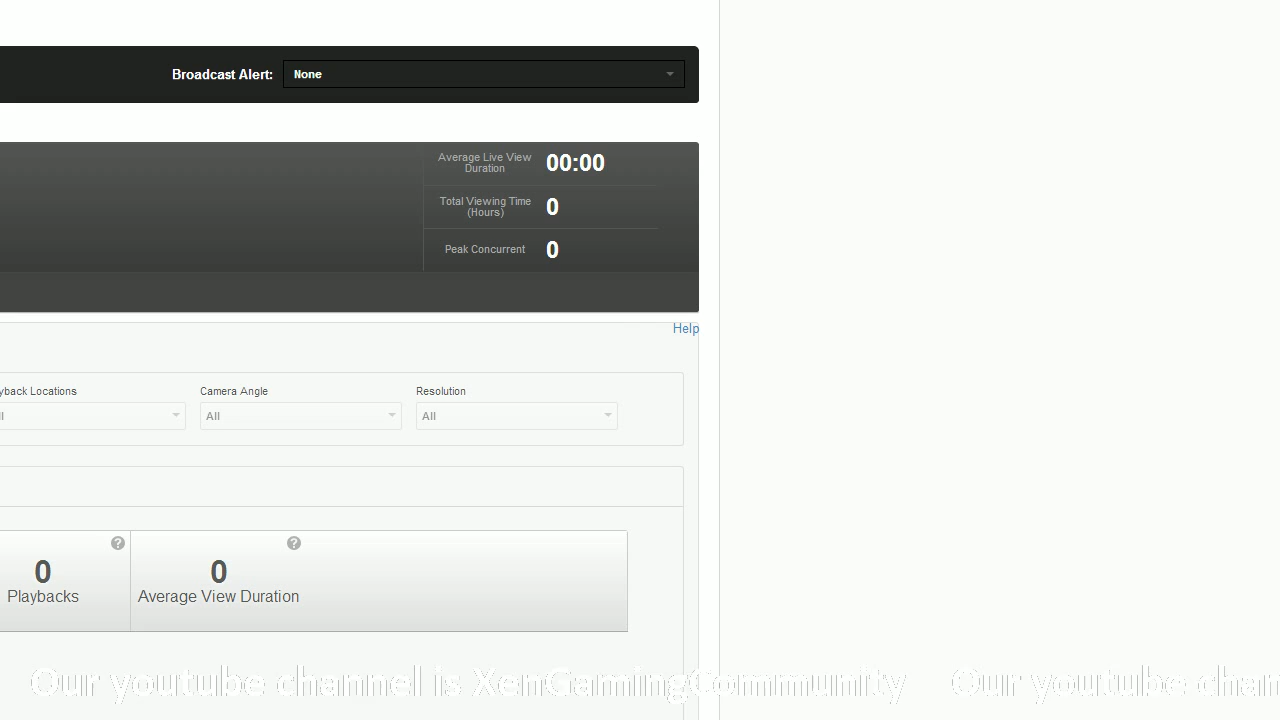 Broadcast Alert: None
Average Live View
Duration
00:00
Total Viewing Time
(Hours)
0
Peak Concurrent
0
Help
yback Locations
Camera Angle
Resolution
All
All
0
Playbacks
0
Average View Duration
Our youtube channel is XenGamingCommunity Our youtube chan